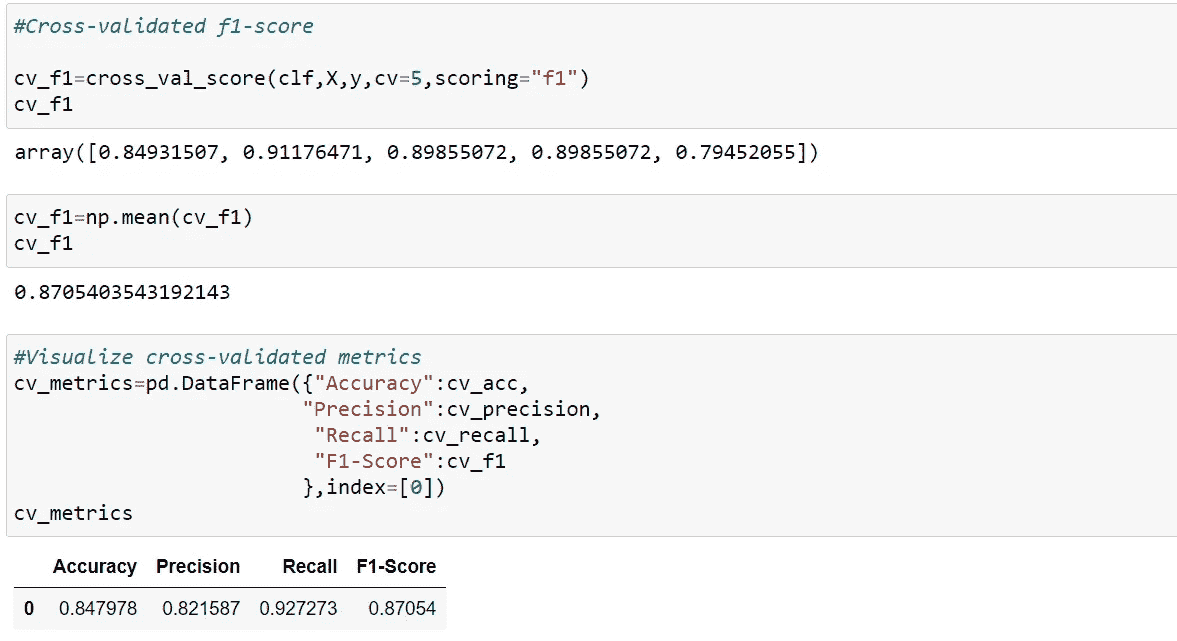 #Cross-validated f1-score
cv_f1=cross_val_score(clf,X,y,cv=5,scoring="f1")
cv_f1
array([0.84931507, 0.91176471, 0.89855072, 0.89855072, 0.79452055])
cv_f1=np.mean(cv_f1)
cv_f1
0.8705403543192143
#Visualize cross-validated metrics
cv_metrics=pd.DataFrame({"Accuracy":cv_acc,
"Precision":cv_precision,
"Recall":cv_recall,
"F1-Score":cv_f1
},index=[0])
cv_metrics
Accuracy Precision Recall F1-Score
0 0.847978 0.821587 0.927273 0.87054